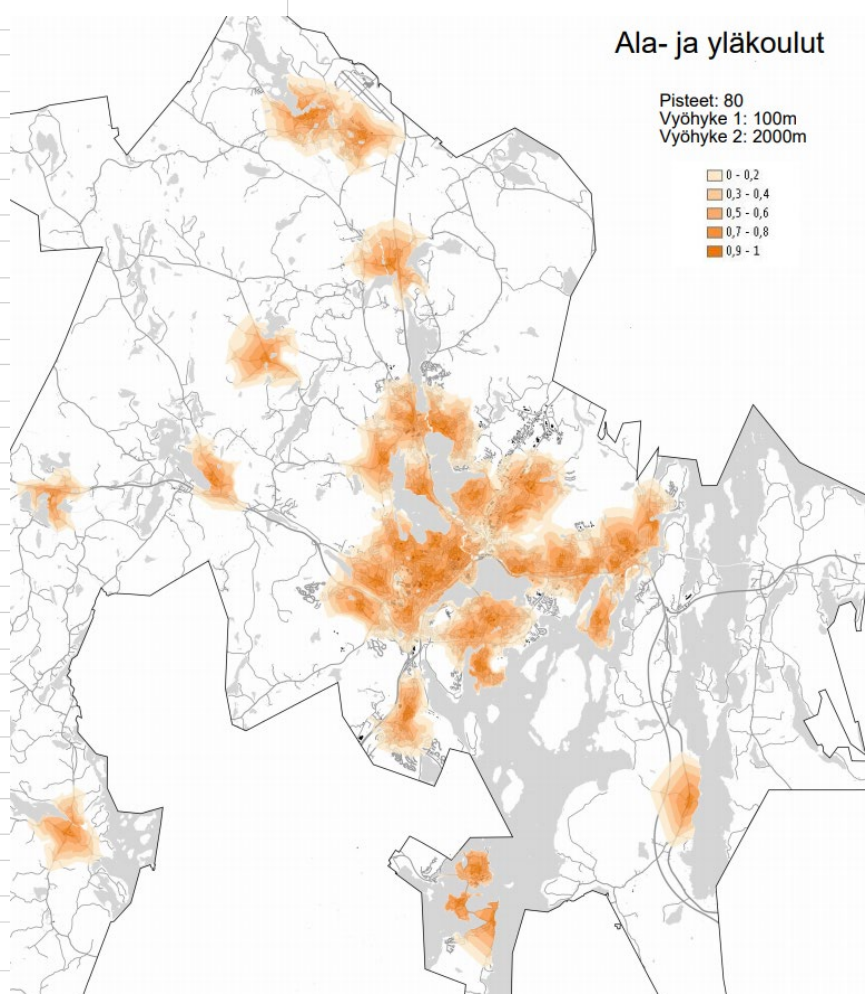 Ala- ja yläkoulut
Pisteet: 80
Vyöhyke 1: 100m
Vyöhyke 2: 2000m
0 - 0,2
0,3 - 0,4
0,5 - 0,6
0,7 - 0,8
0,9 - 1